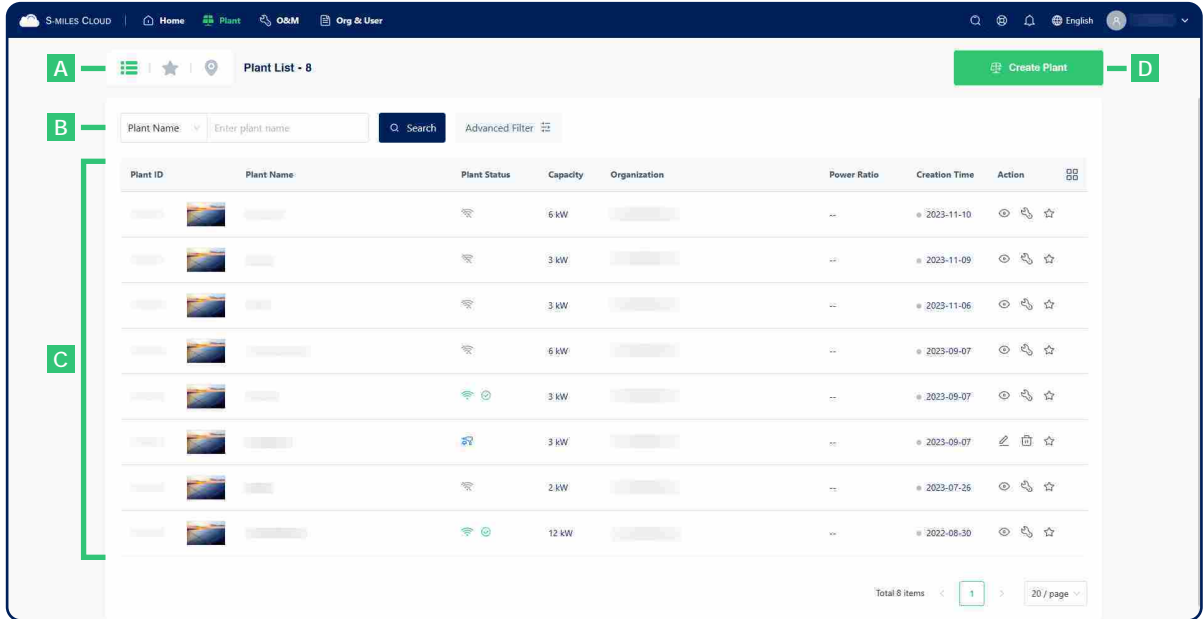 S-MILES CLOUD Home Plant O&M Org & User English
A Plant List - 8 Create Plant D
B Plant Name Enter plant name Search Advanced Filter
Plant ID Plant Name Plant Status Capacity Organization Power Ratio Creation Time Action
6 kW -- 2023-11-10
3 kW -- 2023-11-09
3 kW -- 2023-11-06
C
6 kW -- 2023-09-07
3 kW -- 2023-09-07
3 kW -- 2023-09-07
2 kW -- 2023-07-26
12 kW -- 2022-08-30
Total 8 items < 1 > 20 / page